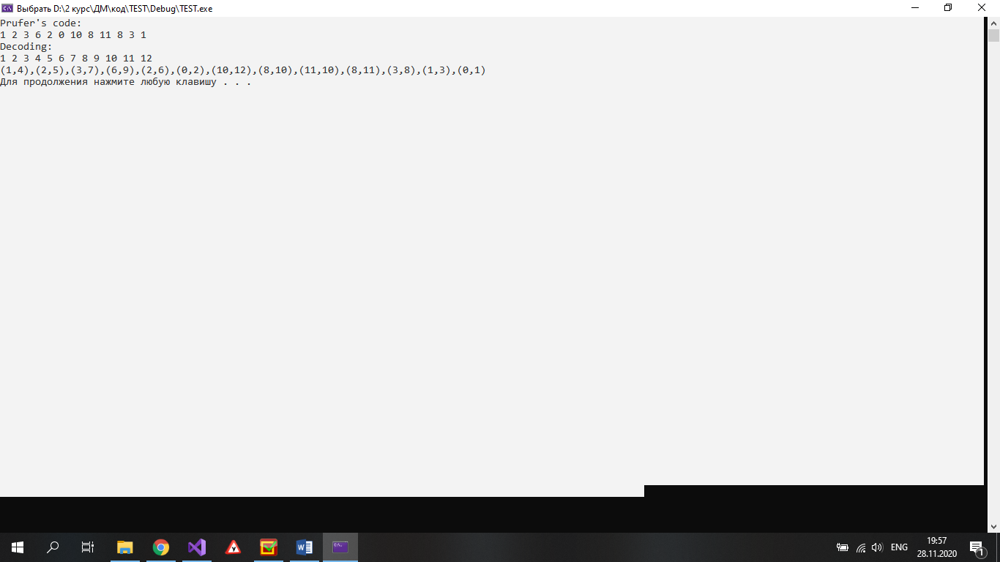 Выбрать D:\2 курс\ДМ\код\TEST\Debug\TEST.exe
Prufer's code:
1 2 3 6 2 0 10 8 11 8 3 1
Decoding:
1 2 3 4 5 6 7 8 9 10 11 12
(1,4),(2,5),(3,7),(6,9),(2,6),(0,2),(10,12),(8,10),(11,10),(8,11),(3,8),(1,3),(0,1)
Для продолжения нажмите любую клавишу . . .
ENG
19:57
28.11.2020
1